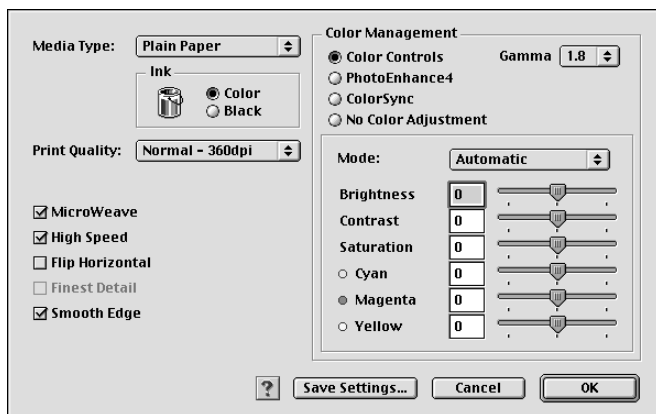 Media Type: Plain Paper
Ink
Color
Black
Print Quality: Normal - 360dpi
MicroWeave
High Speed
Flip Horizontal
Finest Detail
Smooth Edge
Color Management
Color Controls Gamma 1.8
PhotoEnhance4
ColorSync
No Color Adjustment
Mode: Automatic
Brightness 0
Contrast 0
Saturation 0
Cyan 0
Magenta 0
Yellow 0
? Save Settings... Cancel OK